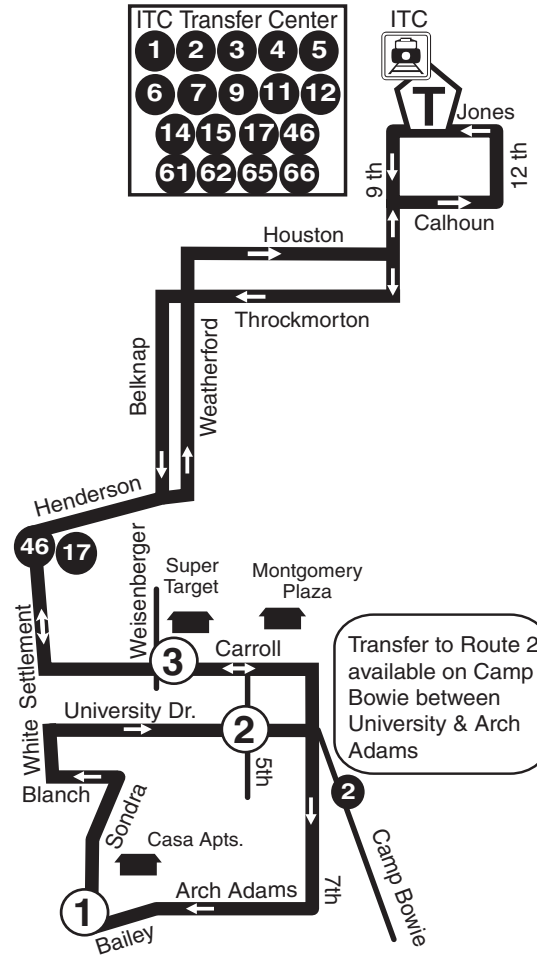 ITC Transfer Center
1 2 3 4 5
6 7 9 11 12
14 15 17 46
61 62 65 66
ITC
T
Jones
9 th
12 th
Calhoun
Houston
Throckmorton
Belknap
Weatherford
Henderson
46 17
Weisenberger
Super
Target
Montgomery
Plaza
White Settlement
3
Carroll
Transfer to Route 2
available on Camp
Bowie between
University & Arch
Adams
University Dr.
2
5th
Blanch
Sondra
2
Casa Apts.
Camp Bowie
7th
Arch Adams
1
Bailey